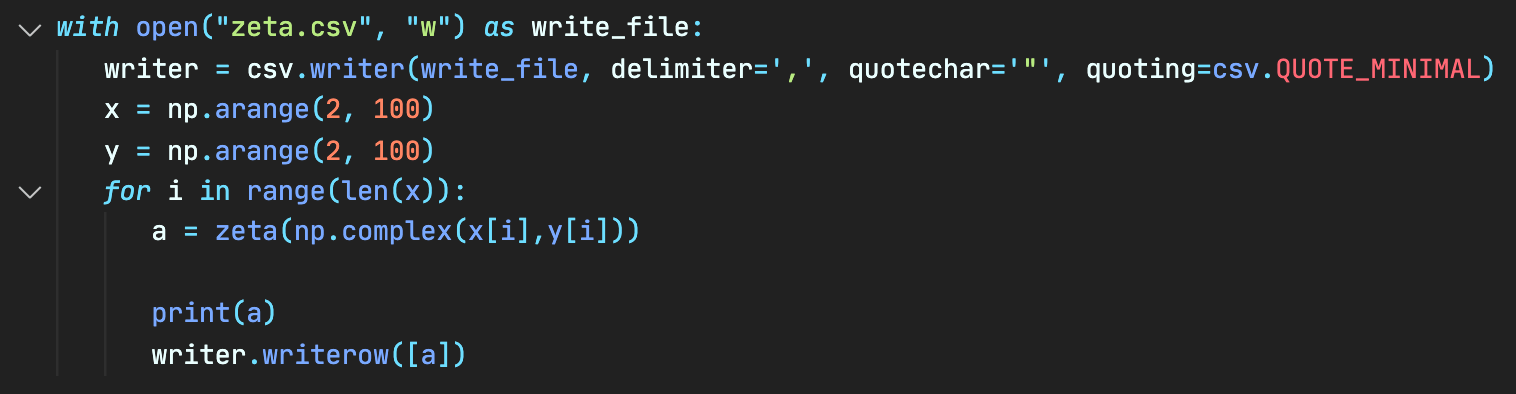 with open("zeta.csv", "w") as write_file:
writer = csv.writer(write_file, delimiter=',', quotechar='"', quoting=csv.QUOTE_MINIMAL)
x = np.arange(2, 100)
y = np.arange(2, 100)
for i in range(len(x)):
a = zeta(np.complex(x[i],y[i]))
print(a)
writer.writerow([a])